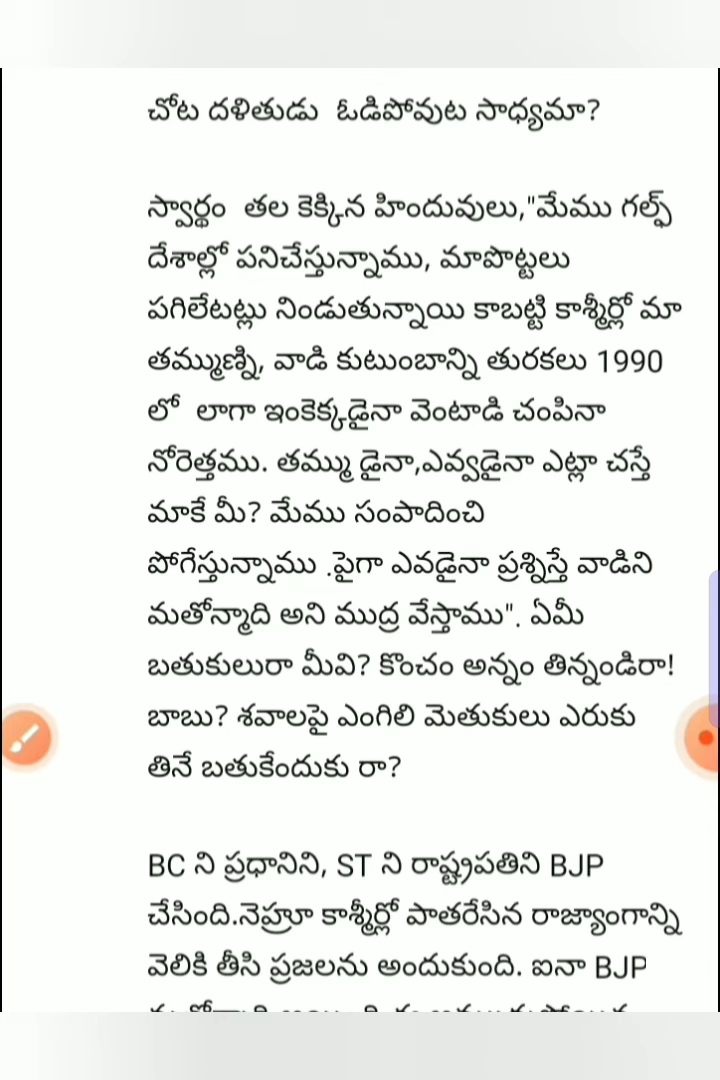 చోట దళితుడు ఓడిపోవుట సాధ్యమా?
స్వార్థం తల కెక్కిన హిందువులు,"మేము గల్ఫ్
దేశాల్లో పనిచేస్తున్నాము, మాపొట్టలు
పగిలేటట్లు నిండుతున్నాయి కాబట్టి కాశ్మీర్లో మా
తమ్ముణ్ని, వాడి కుటుంబాన్ని తురకలు 1990
లో లాగా ఇంకెక్కడైనా వెంటాడి చంపినా
నోరెత్తము. తమ్ము డైనా,ఎవ్వడైనా ఎట్లా చస్తే
మాకే మీ? మేము సంపాదించి
పోగేస్తున్నాము .పైగా ఎవడైనా ప్రశ్నిస్తే వాడిని
మతోన్మాది అని ముద్ర వేస్తాము". ఏమీ
బతుకులురా మీవి? కొంచం అన్నం తిన్నండిరా!
బాబు? శవాలపై ఎంగిలి మెతుకులు ఎరుకు
తినే బతుకేందుకు రా?
BC ని ప్రధానిని, ST ని రాష్ట్రపతిని BJP
చేసింది.నెహ్రూ కాశ్మీర్లో పాతరేసిన రాజ్యాంగాన్ని
వెలికి తీసి ప్రజలను అందుకుంది. ఐనా BJP